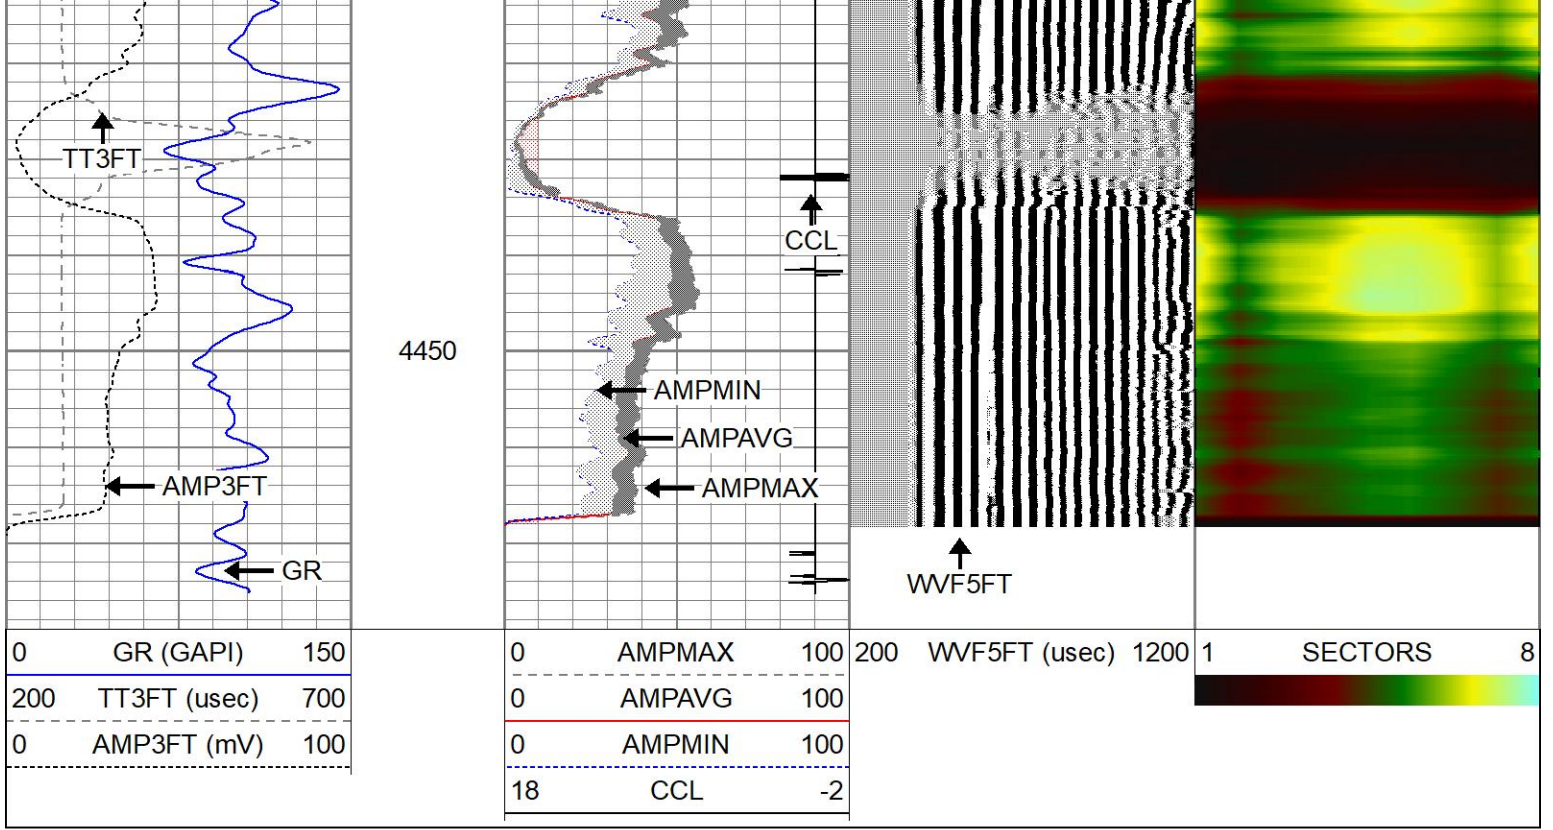 TT3FT
CCL
4450
AMPMIN
AMPAVG
AMP3FT
AMPMAX
GR
WVF5FT
0 GR (GAPI) 150
200 TT3FT (usec) 700
0 AMP3FT (mV) 100
0 AMPMAX 100
0 AMPAVG 100
0 AMPMIN 100
18 CCL -2
200 WVF5FT (usec) 1200
1 SECTORS 8